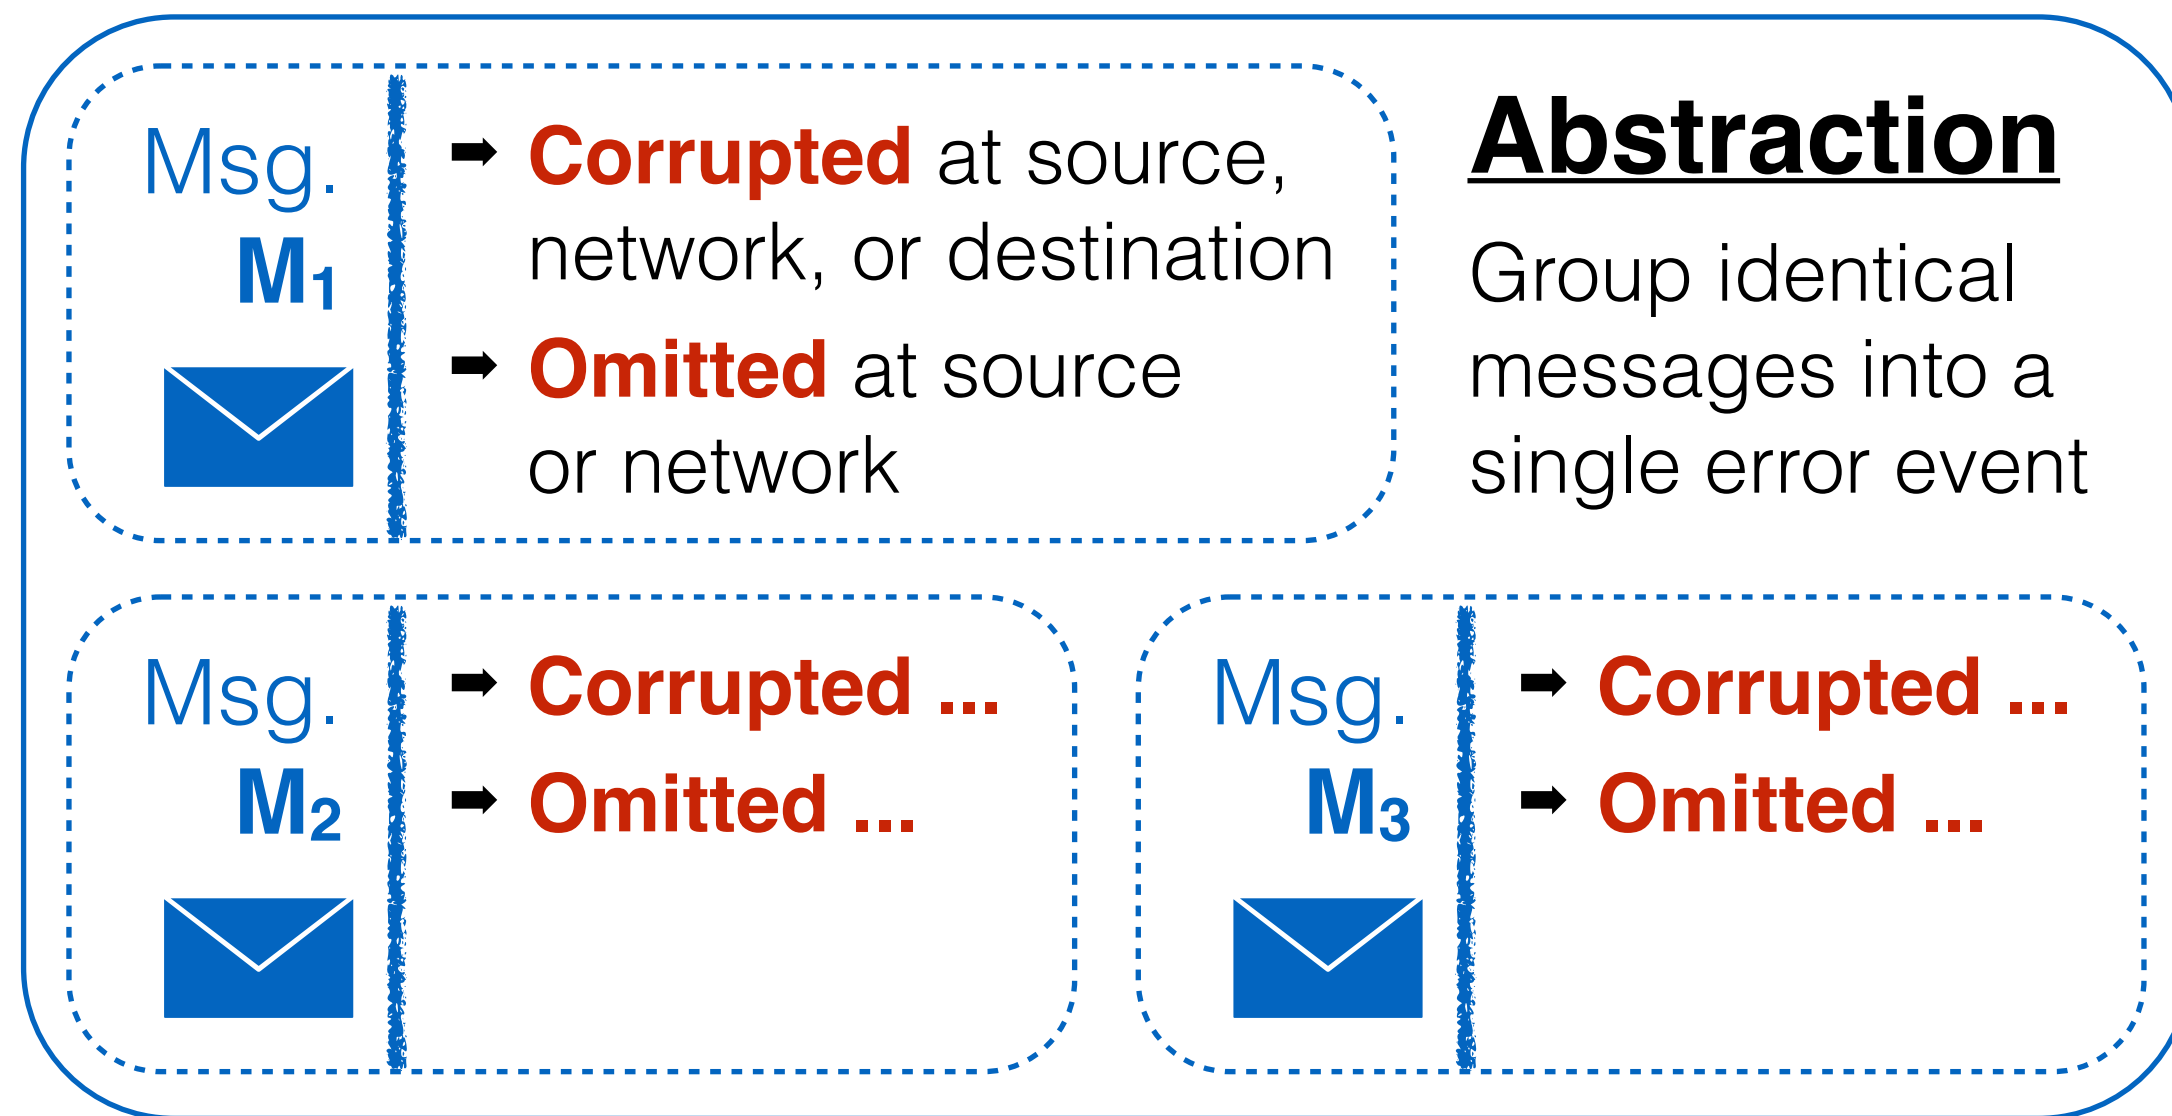 Msg.
M₁
➡ Corrupted at source,
network, or destination
➡ Omitted at source
or network
Abstraction
Group identical
messages into a
single error event
Msg.
M₂
➡ Corrupted ...
➡ Omitted ...
Msg.
M₃
➡ Corrupted ...
➡ Omitted ...